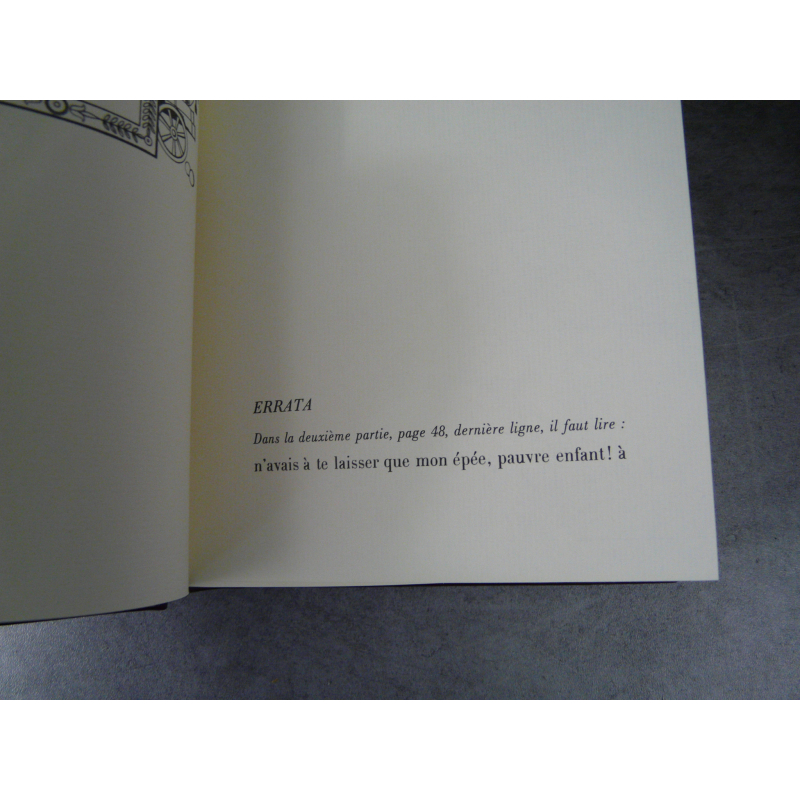 ERRATA
Dans la deuxième partie, page 48, dernière ligne, il faut lire :
n'avais à te laisser que mon épée, pauvre enfant! à